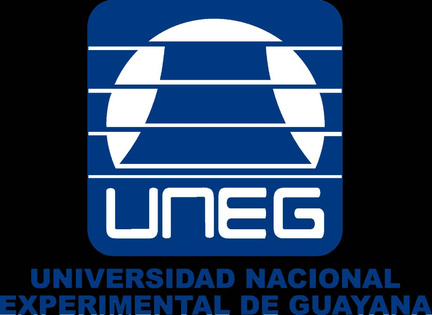 UNEG
UNIVERSIDAD NACIONAL
EXPERIMENTAL DE GUAYANA